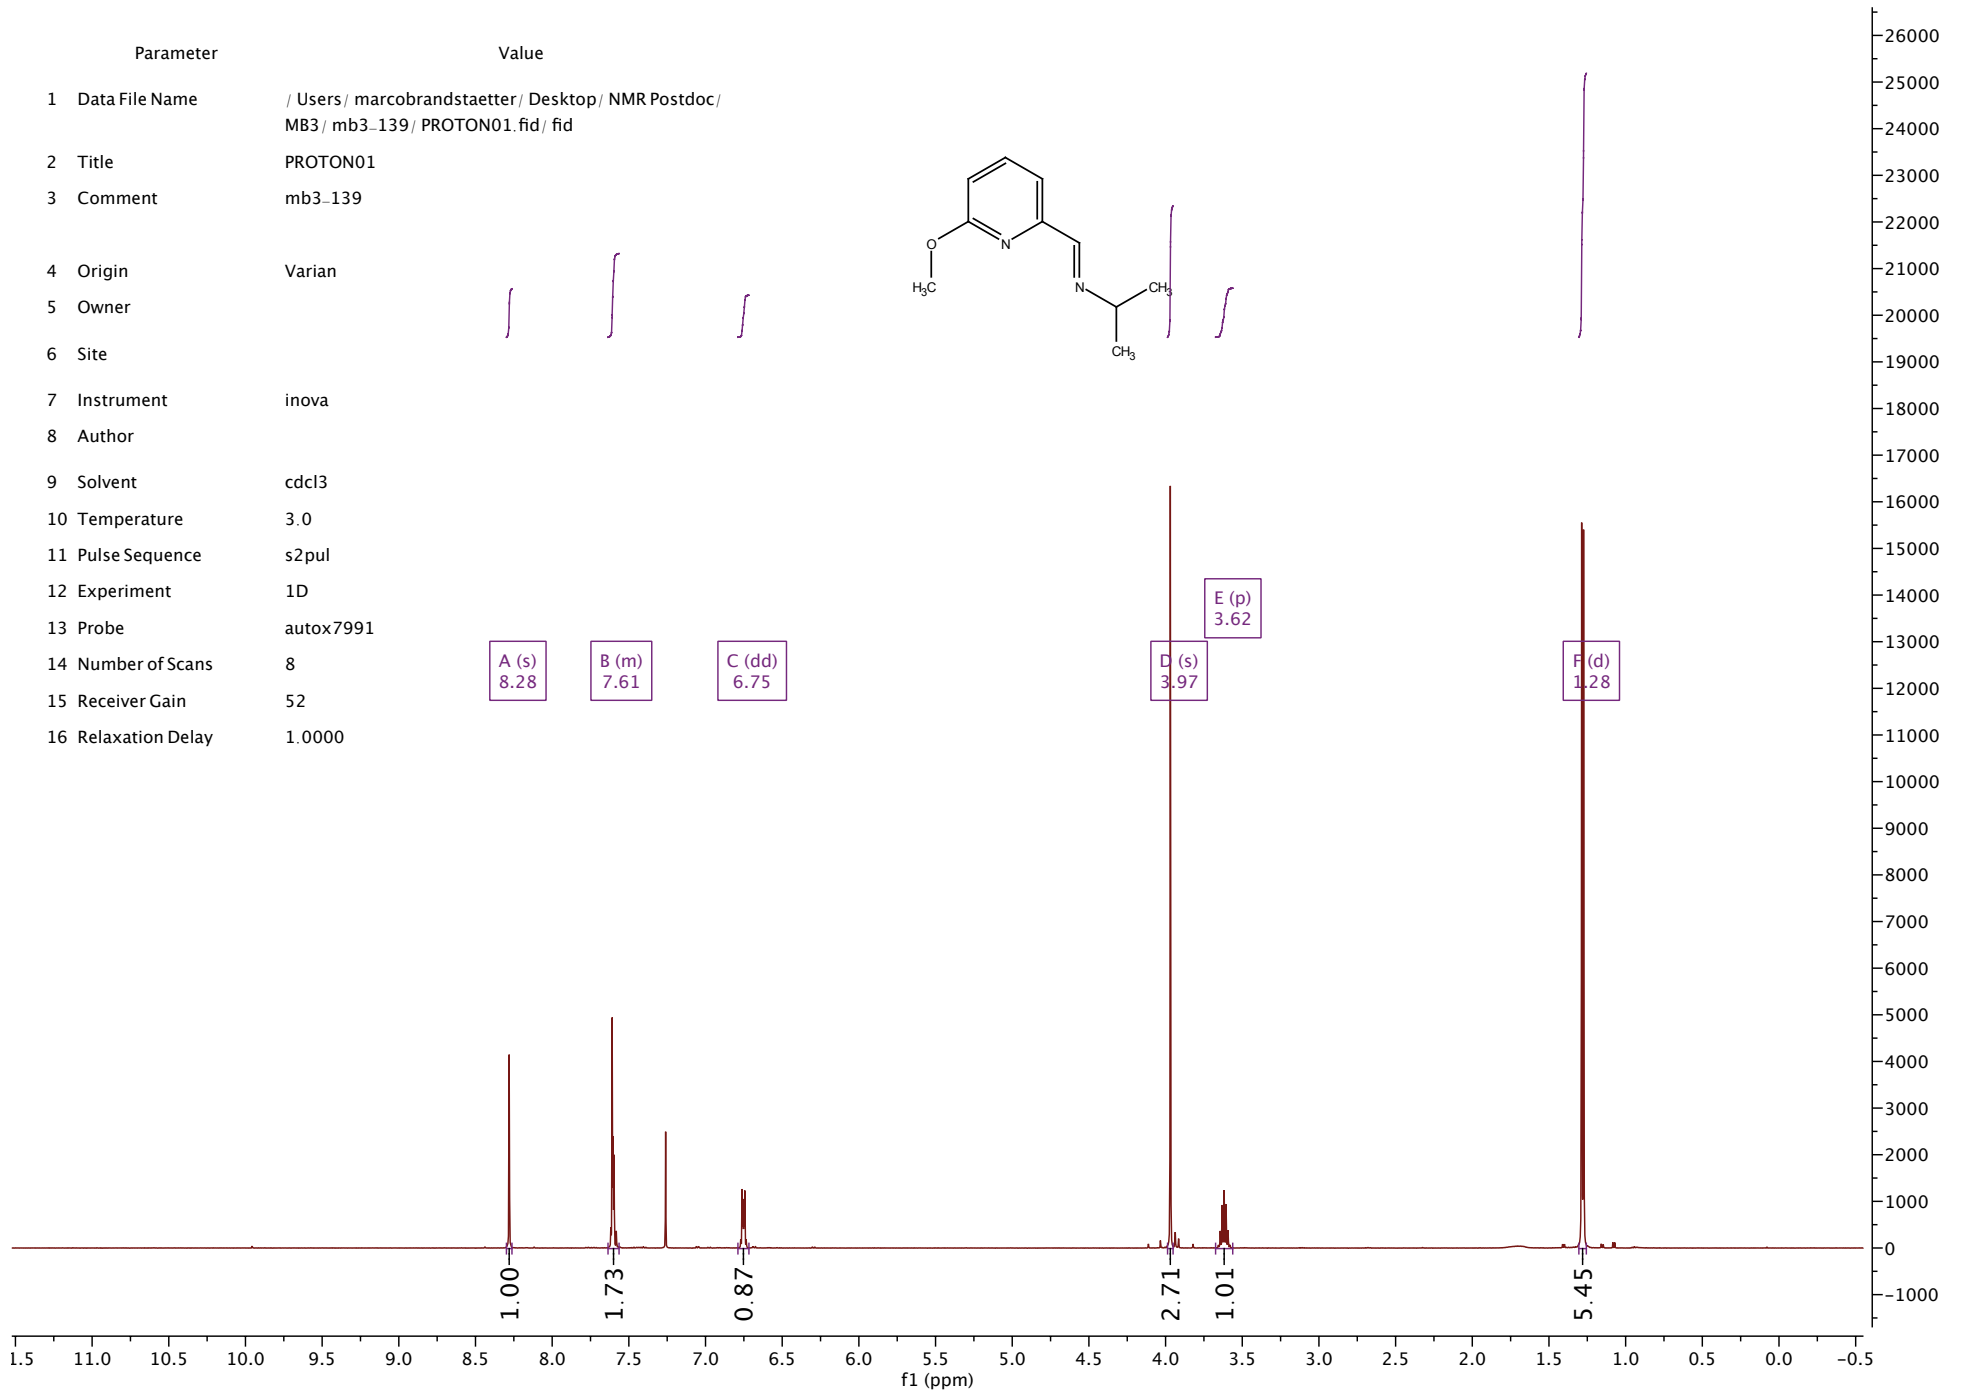 Parameter Value
1 Data File Name / Users/ marcobrandstaetter/ Desktop/ NMR Postdoc/
MB3/ mb3_139/ PROTON01.fid/ fid
2 Title PROTON01
3 Comment mb3_139
4 Origin Varian
5 Owner
6 Site
7 Instrument inova
8 Author
9 Solvent cdcl3
10 Temperature 3.0
11 Pulse Sequence s2pul
12 Experiment 1D
13 Probe autox7991
14 Number of Scans 8
15 Receiver Gain 52
16 Relaxation Delay 1.0000
O
N
H3C
N
CH3
CH3
A (s)
8.28
B (m)
7.61
C (dd)
6.75
D (s)
3.97
E (p)
3.62
F (d)
1.28
26000
25000
24000
23000
22000
21000
20000
19000
18000
17000
16000
15000
14000
13000
12000
11000
10000
9000
8000
7000
6000
5000
4000
3000
2000
1000
0
-1000
1.00
1.73
0.87
2.71
1.01
5.45
1.5 11.0 10.5 10.0 9.5 9.0 8.5 8.0 7.5 7.0 6.5 6.0 5.5 5.0 4.5 4.0 3.5 3.0 2.5 2.0 1.5 1.0 0.5 0.0 -0.5
f1 (ppm)